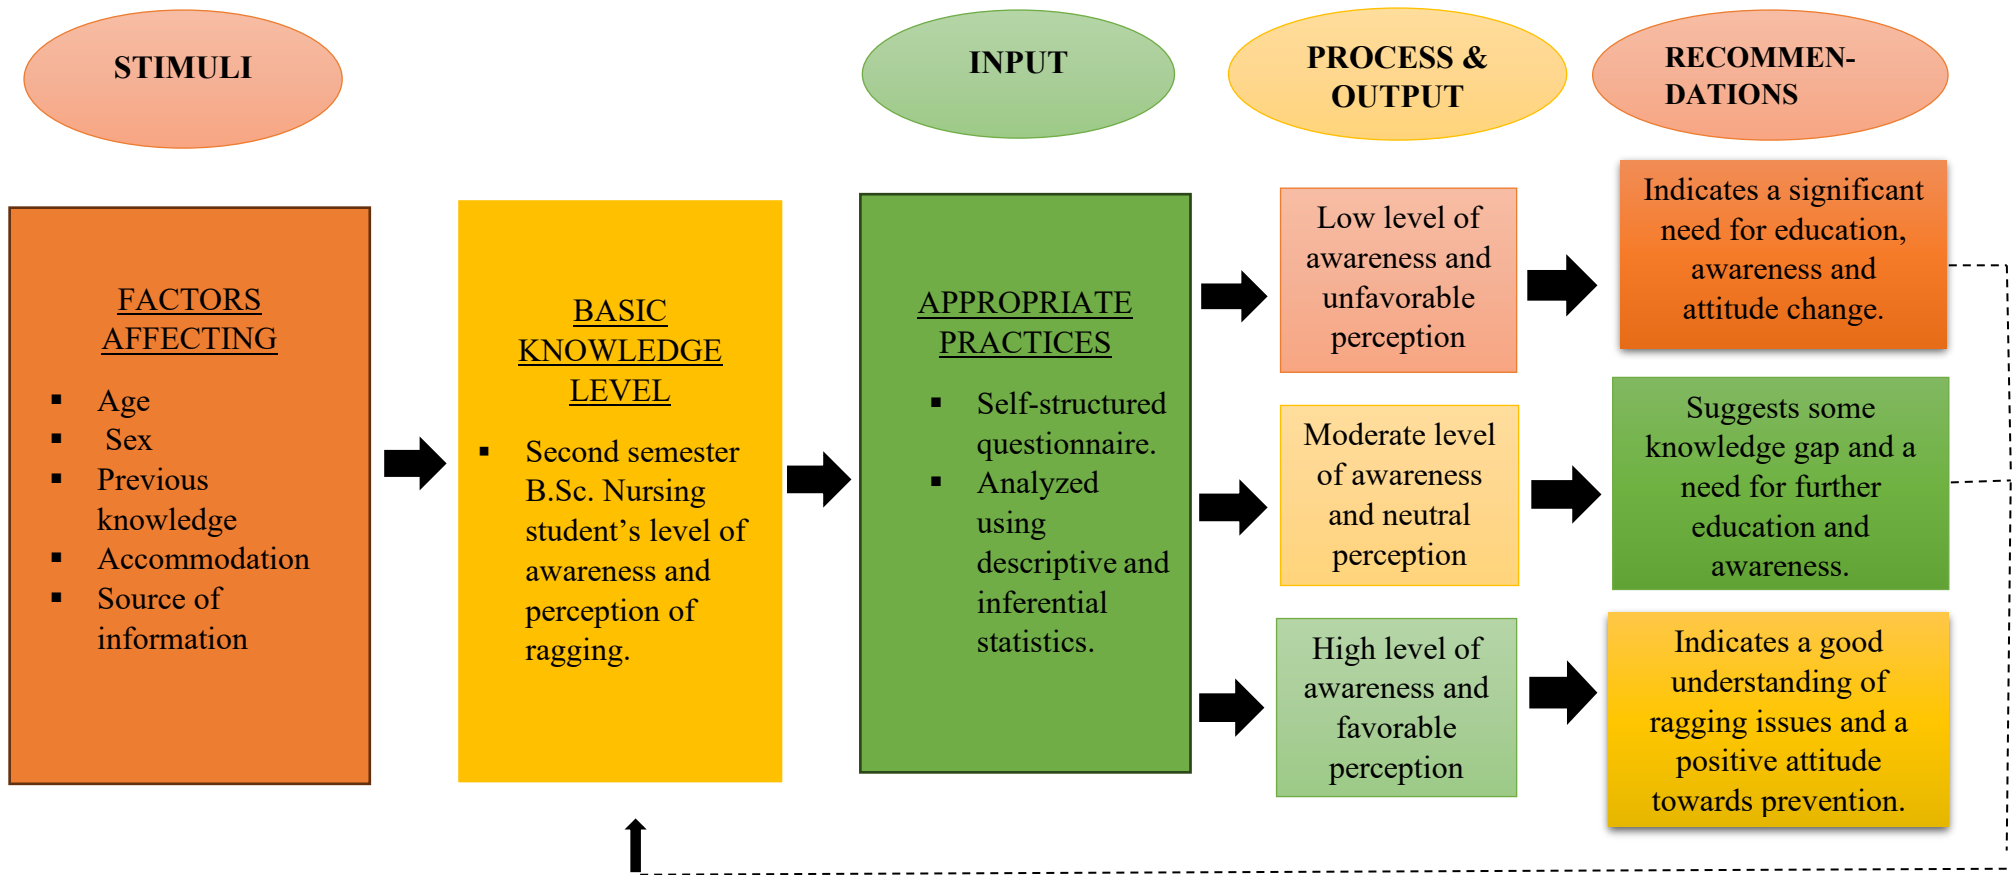 STIMULI
INPUT
PROCESS &
OUTPUT
RECOMMEN-
DATIONS
FACTORS
AFFECTING
▪ Age
▪ Sex
▪ Previous
knowledge
▪ Accommodation
▪ Source of
information
BASIC
KNOWLEDGE
LEVEL
▪ Second semester
B.Sc. Nursing
student’s level of
awareness and
perception of
ragging.
APPROPRIATE
PRACTICES
▪ Self-structured
questionnaire.
▪ Analyzed
using
descriptive and
inferential
statistics.
Low level of
awareness and
unfavorable
perception
Moderate level
of awareness
and neutral
perception
High level of
awareness and
favorable
perception
Indicates a significant
need for education,
awareness and
attitude change.
Suggests some
knowledge gap and a
need for further
education and
awareness.
Indicates a good
understanding of
ragging issues and a
positive attitude
towards prevention.